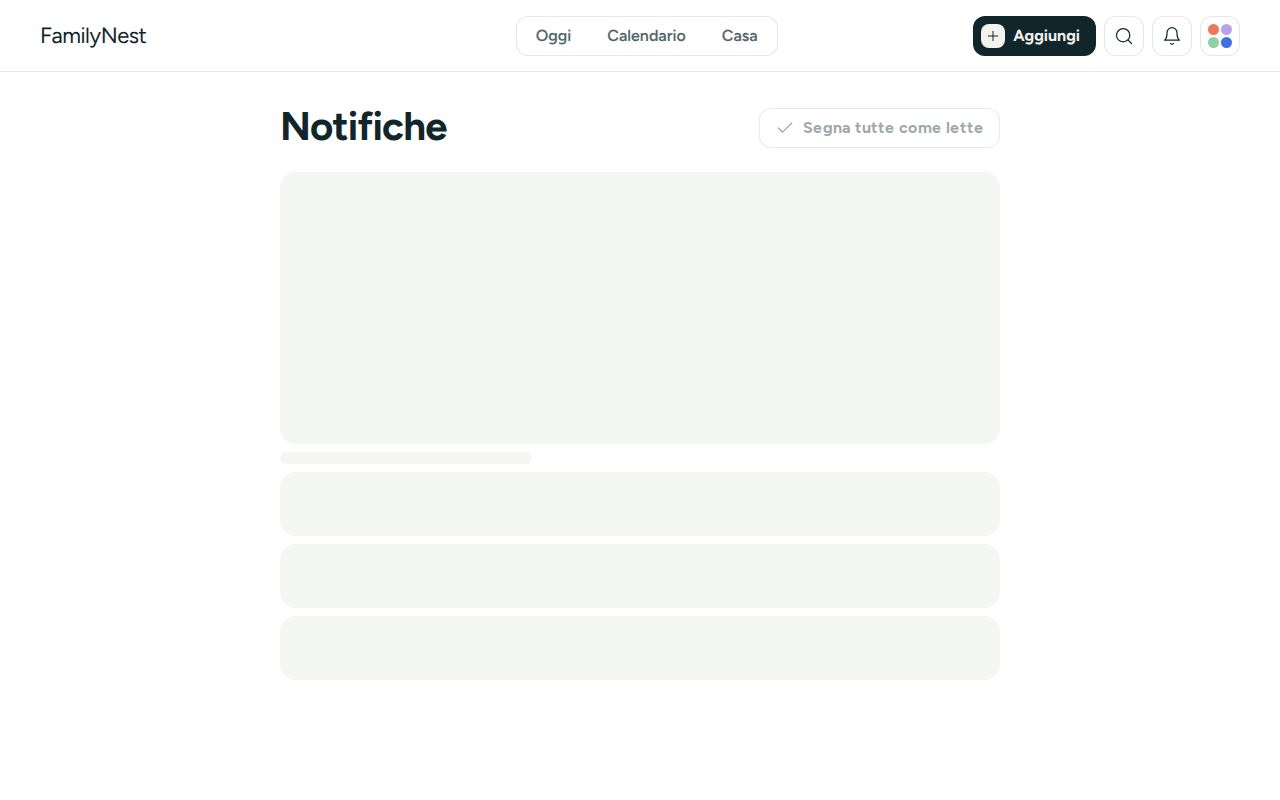 FamilyNest
Oggi
Calendario
Casa
Aggiungi
Notifiche
Segna tutte come lette